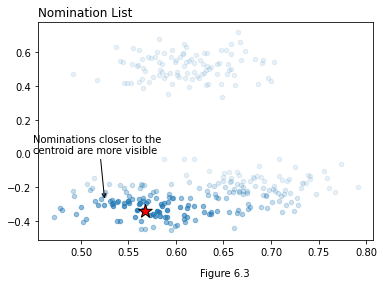 Nomination List
0.6
0.4
0.2
0.0
−0.2
−0.4
Nominations closer to the
centroid are more visible
0.50 0.55 0.60 0.65 0.70 0.75 0.80
Figure 6.3